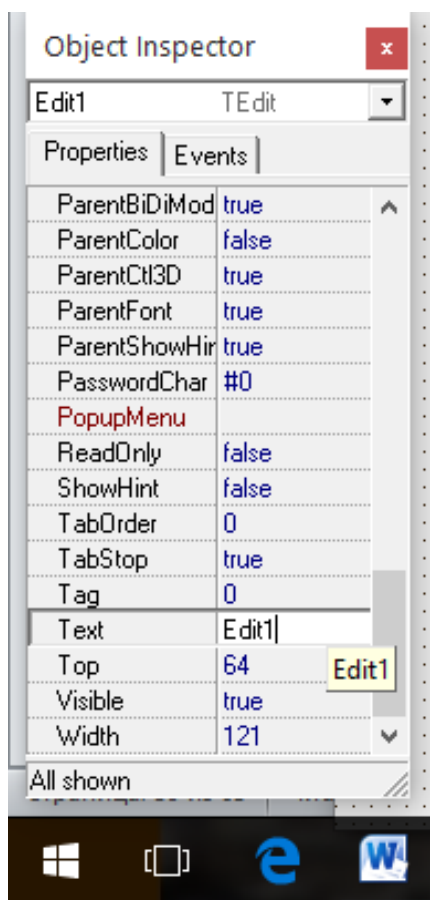 Object Inspector x
Edit1 TEdit
Properties Events
ParentBiDiMod true
ParentColor false
ParentCtl3D true
ParentFont true
ParentShowHir true
PasswordChar #0
PopupMenu
ReadOnly false
ShowHint false
TabOrder 0
TabStop true
Tag 0
Text Edit1
Top 64
Edit1
Visible true
Width 121
All shown
W